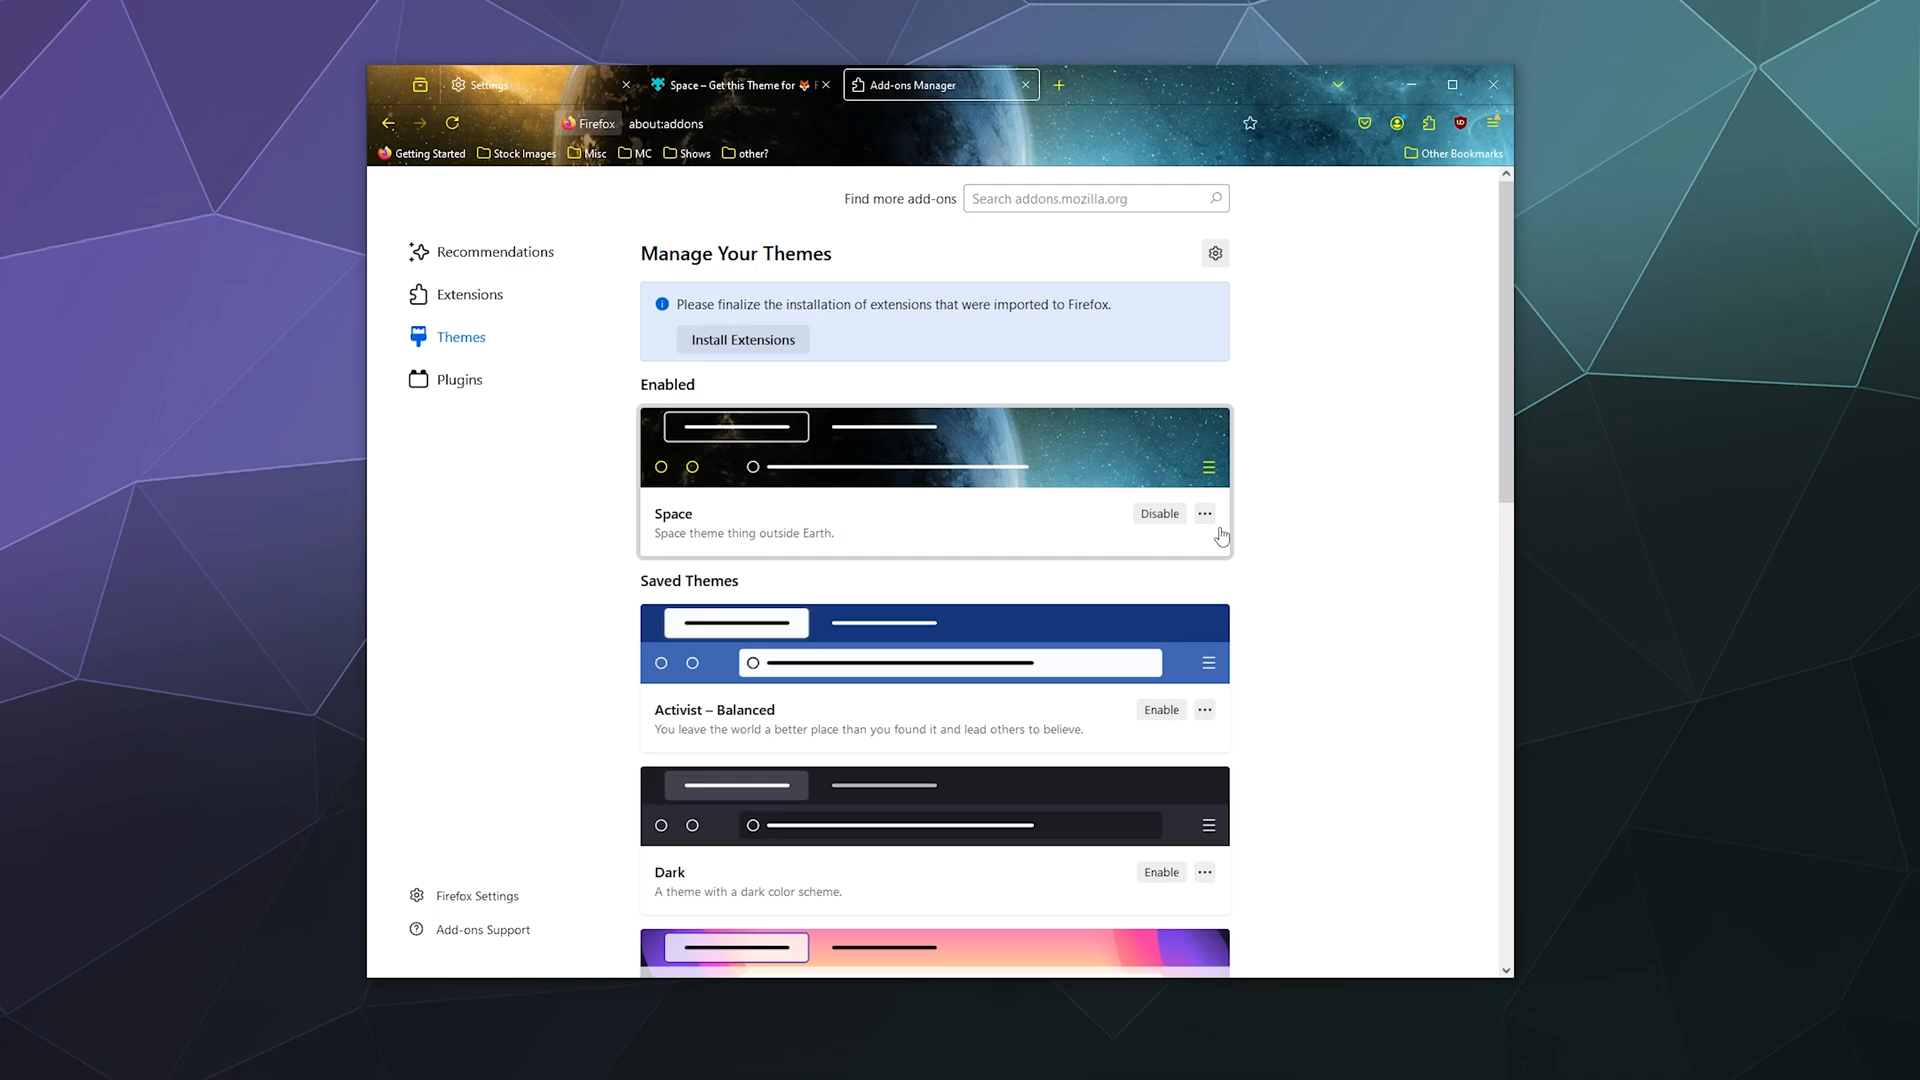 Settings
Space – Get this Theme for 🦊 F
Add-ons Manager
Firefox about:addons
Getting Started Stock Images Misc MC Shows other? Other Bookmarks
Find more add-ons Search addons.mozilla.org
Recommendations
Extensions
Themes
Plugins
Firefox Settings
Add-ons Support
Manage Your Themes
Please finalize the installation of extensions that were imported to Firefox.
Install Extensions
Enabled
Space
Disable
Space theme thing outside Earth.
Saved Themes
Activist – Balanced
Enable
You leave the world a better place than you found it and lead others to believe.
Dark
Enable
A theme with a dark color scheme.